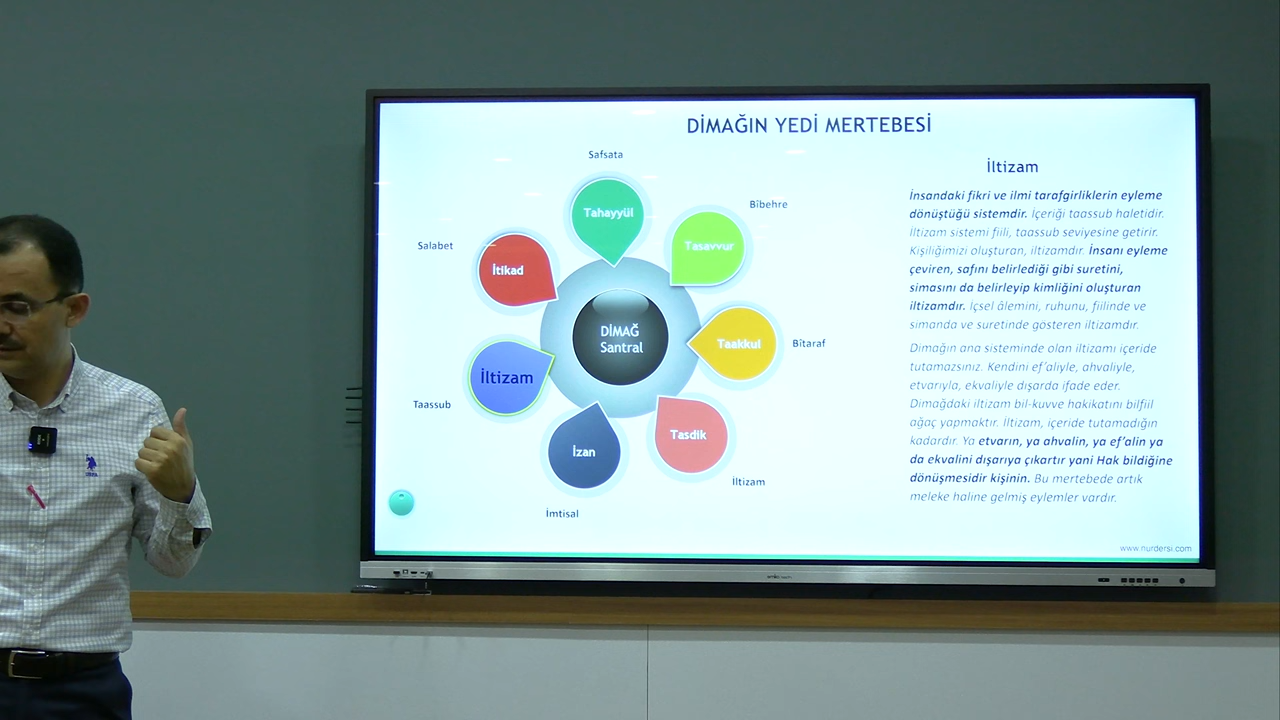 DİMAĞIN YEDİ MERTEBESİ
Safsata
Tahayyül
Bîbehre
Tasavvur
Bîtaraf
Taakkul
Tasdik
İltizam
İzan
İmtisal
İltizam
Taassub
İtikad
Salabet
DİMAĞ
Santral
İltizam
İnsandaki fikri ve ilmi tarafgirliklerin eyleme
dönüştüğü sistemdir. İçeriği taassub haletidir.
İltizam sistemi fiili, taassub seviyesine getirir.
Kişiliğimizi oluşturan, iltizamdır. İnsanı eyleme
çeviren, safını belirlediği gibi suretini,
simasını da belirleyip kimliğini oluşturan
iltizamdır. İçsel âlemini, ruhunu, fiilinde ve
simanda ve suretinde gösteren iltizamdır.
Dimağın ana sisteminde olan iltizamı içeride
tutamazsınız. Kendini ef'aliyle, ahvaliyle,
etvarıyla, ekvaliyle dışarda ifade eder.
Dimağdaki iltizam bil-kuvve hakikatını bilfiil
ağaç yapmaktır. İltizam, içeride tutamadığın
kadardır. Ya etvarın, ya ahvalin, ya ef'alin ya
da ekvalini dışarıya çıkartır yani Hak bildiğine
dönüşmesidir kişinin. Bu mertebede artık
meleke haline gelmiş eylemler vardır.
www.nurdersi.com